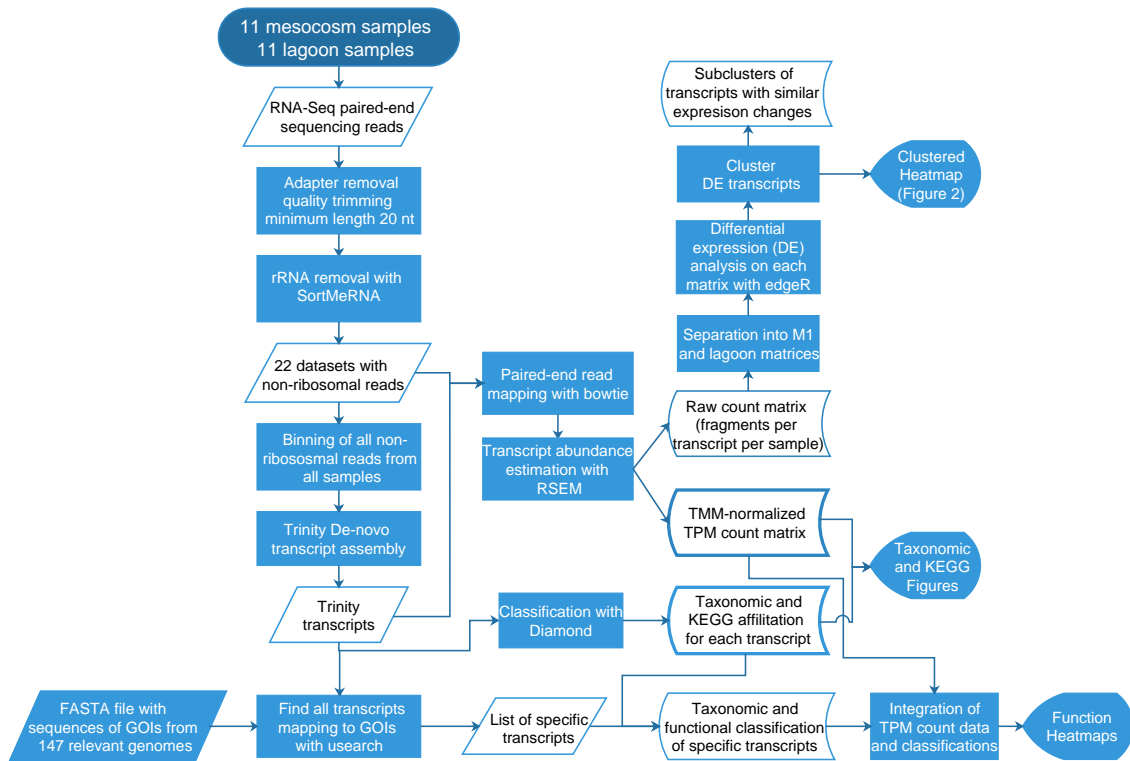 11 mesocosm samples
11 lagoon samples
RNA-Seq paired-end
sequencing reads
Adapter removal
quality trimming
minimum length 20 nt
rRNA removal with
SortMeRNA
22 datasets with
non-ribosomal reads
Binning of all non-
ribososmal reads from
all samples
Trinity De-novo
transcript assembly
Trinity
transcripts
FASTA file with
sequences of GOIs from
147 relevant genomes
Find all transcripts
mapping to GOIs
with usearch
List of specific
transcripts
Paired-end read
mapping with bowtie
Transcript abundance
estimation with
RSEM
Classification with
Diamond
Subclusters of
transcripts with similar
expresison changes
Cluster
DE transcripts
Clustered
Heatmap
(Figure 2)
Differential
expression (DE)
analysis on each
matrix with edgeR
Separation into M1
and lagoon matrices
Raw count matrix
(fragments per
transcript per sample)
TMM-normalized
TPM count matrix
Taxonomic
and KEGG
Figures
Taxonomic and
KEGG affilitation
for each transcript
Taxonomic and
functional classification
of specific transcripts
Integration of
TPM count data
and classifications
Function
Heatmaps